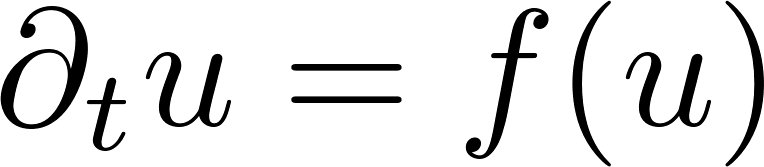 ∂ₜu = f(u)